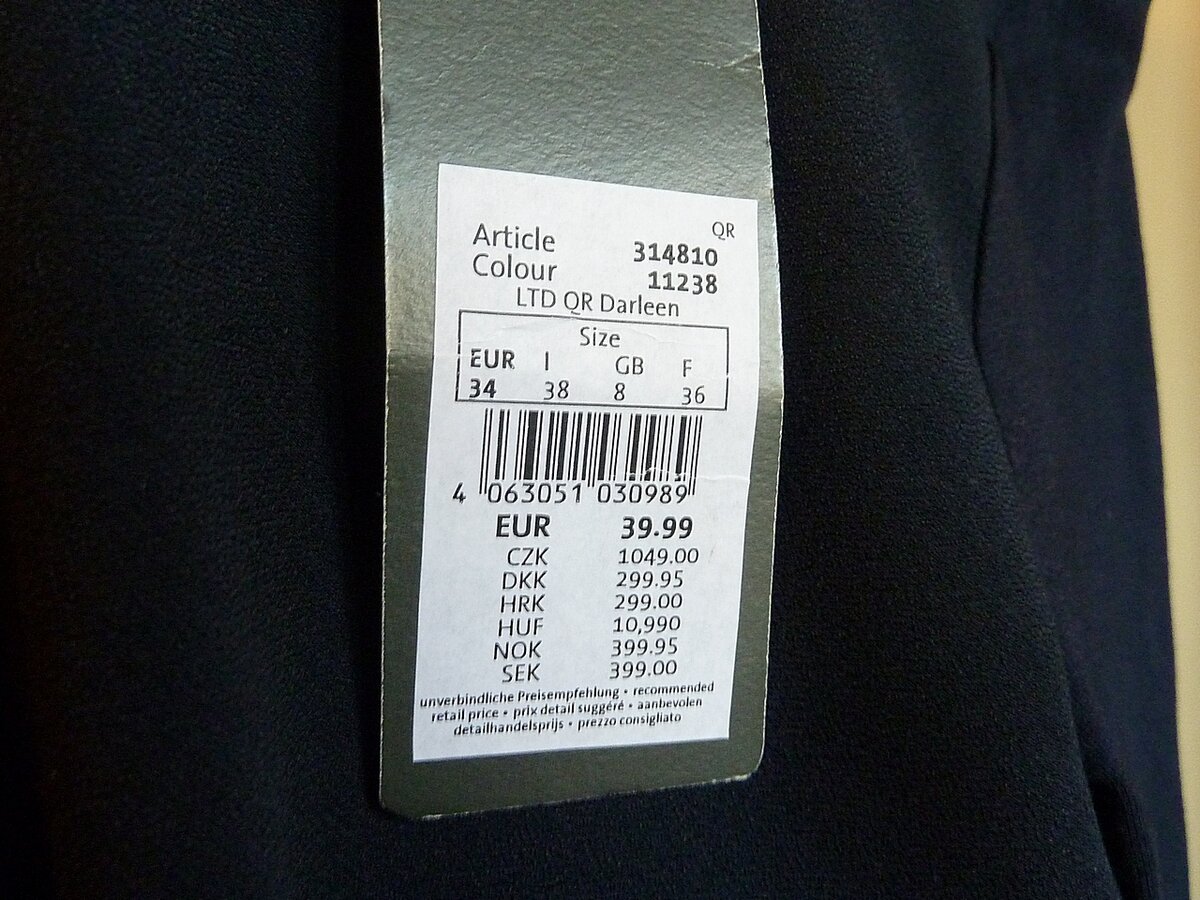 QR
Article 314810
Colour 11238
LTD QR Darleen
Size
EUR I GB F
34 38 8 36
4 063051 030989
EUR 39.99
CZK 1049.00
DKK 299.95
HRK 299.00
HUF 10,990
NOK 399.95
SEK 399.00
unverbindliche Preisempfehlung • recommended
retail price • prix detail suggéré • aanbevolen
detailhandelsprijs • prezzo consigliato